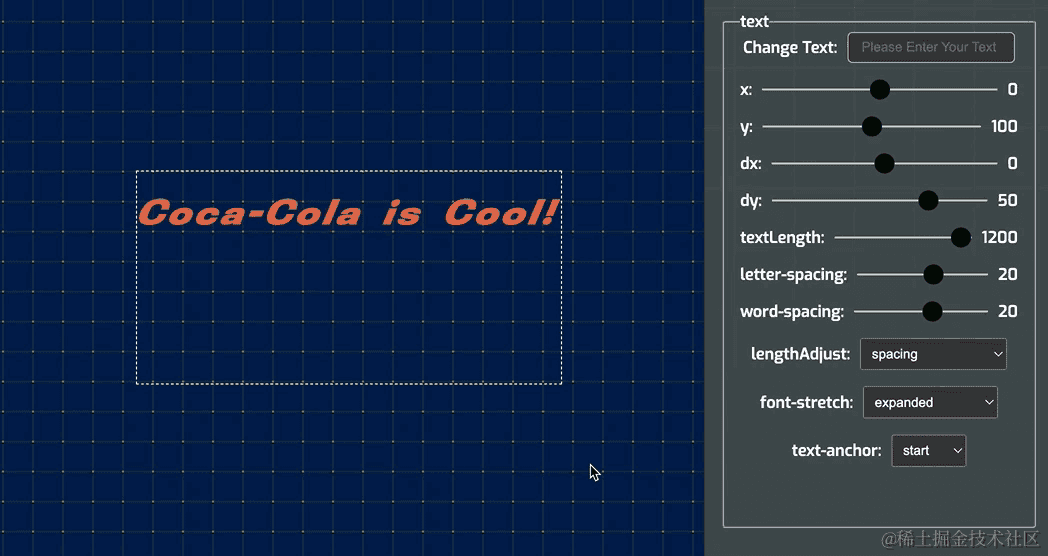 Coca-Cola is Cool!
text
Change Text: Please Enter Your Text
x: 0
y: 100
dx: 0
dy: 50
textLength: 1200
letter-spacing: 20
word-spacing: 20
lengthAdjust: spacing
font-stretch: expanded
text-anchor: start
@稀土掘金技术社区